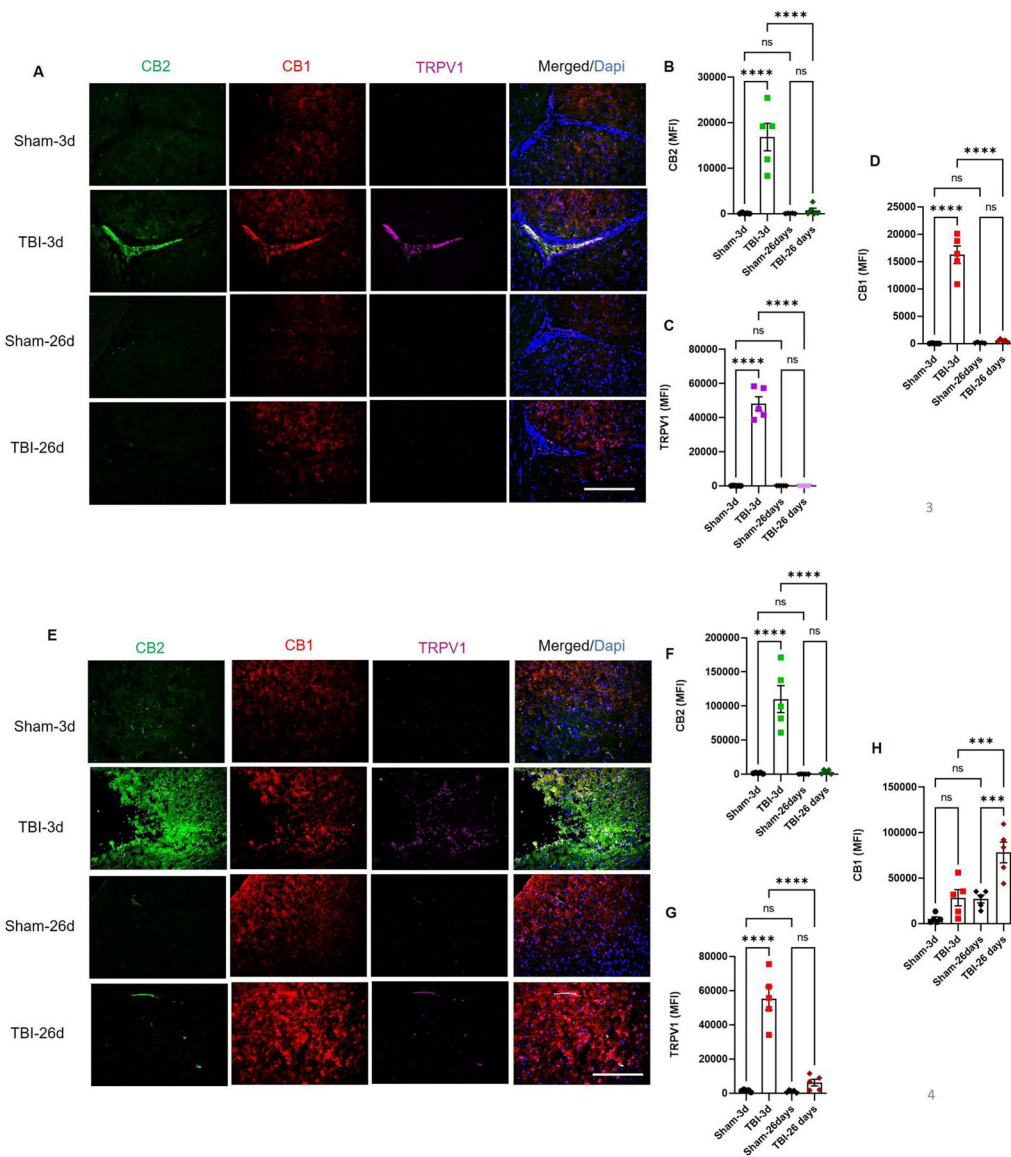 A
CB2 CB1 TRPV1 Merged/Dapi
Sham-3d
TBI-3d
Sham-26d
TBI-26d
B
****
ns
**** ns
CB2 (MFI)
30000
20000
10000
0
Sham-3d
TBI-3d
Sham-26days
TBI-26 days
C
****
ns
**** ns
TRPV1 (MFI)
80000
60000
40000
20000
0
Sham-3d
TBI-3d
Sham-26days
TBI-26 days
D
****
ns
**** ns
CB1 (MFI)
25000
20000
15000
10000
5000
0
Sham-3d
TBI-3d
Sham-26days
TBI-26 days
3
E
CB2 CB1 TRPV1 Merged/Dapi
Sham-3d
TBI-3d
Sham-26d
TBI-26d
F
****
ns
**** ns
CB2 (MFI)
200000
150000
100000
50000
0
Sham-3d
TBI-3d
Sham-26days
TBI-26 days
G
****
ns
**** ns
TRPV1 (MFI)
80000
60000
40000
20000
0
Sham-3d
TBI-3d
Sham-26days
TBI-26 days
H
***
ns
ns ***
CB1 (MFI)
150000
100000
50000
0
Sham-3d
TBI-3d
Sham-26days
TBI-26 days
4